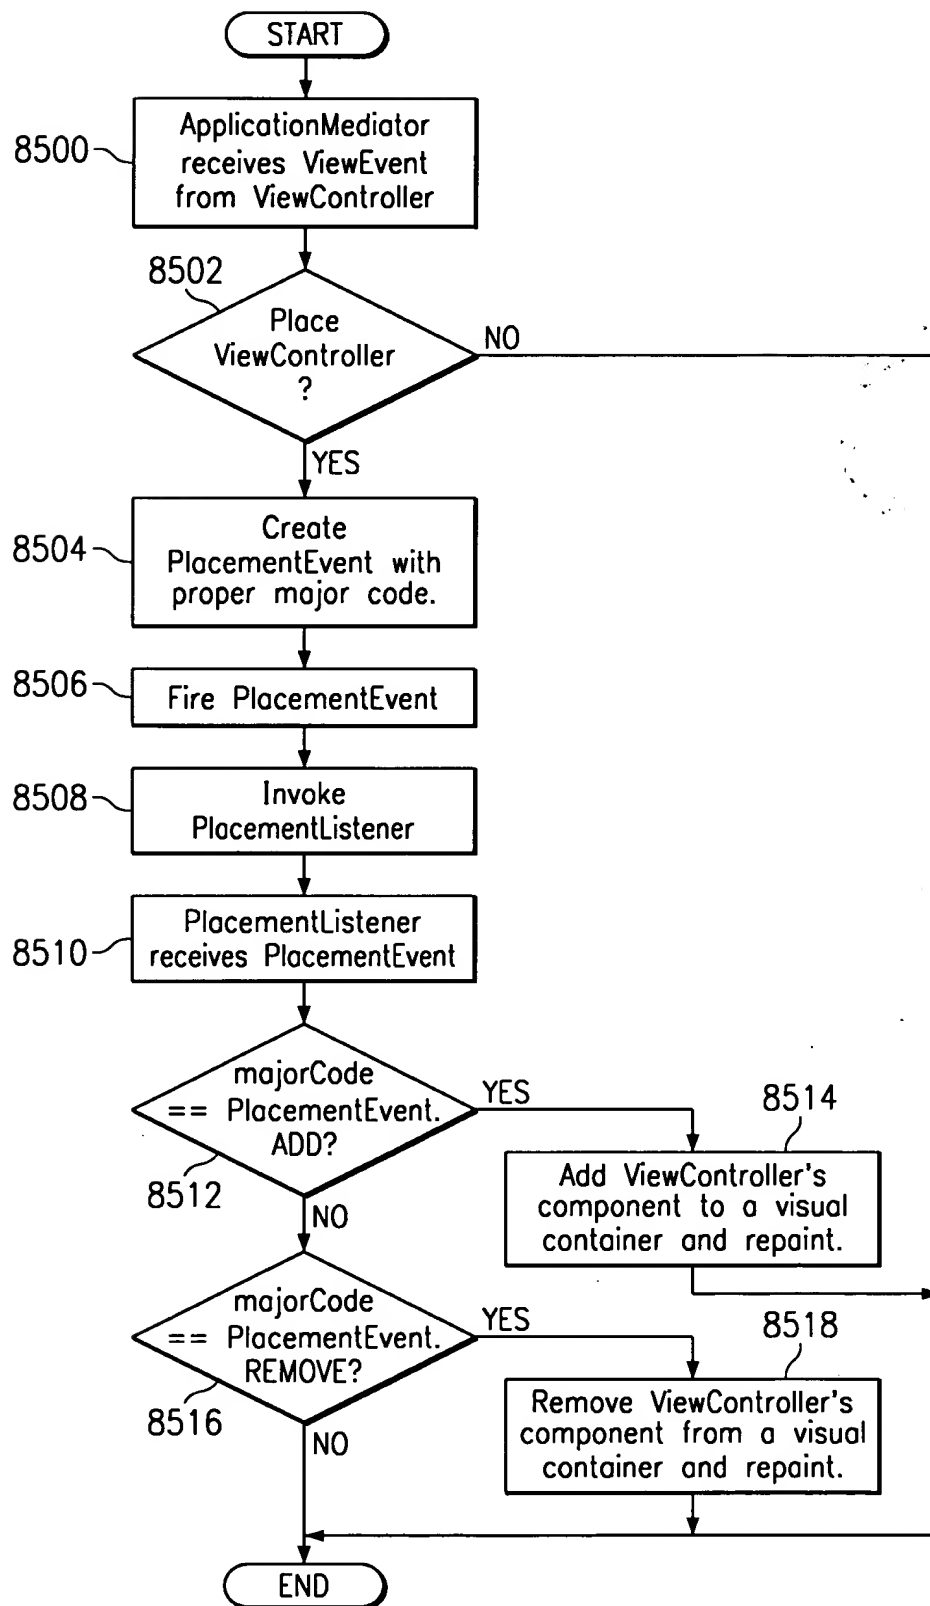 START
8500
ApplicationMediator
receives ViewEvent
from ViewController
8502
Place
ViewController
?
NO
YES
8504
Create
PlacementEvent with
proper major code.
8506
Fire PlacementEvent
8508
Invoke
PlacementListener
8510
PlacementListener
receives PlacementEvent
majorCode
== PlacementEvent.
ADD?
YES
8512
NO
8514
Add ViewController's
component to a visual
container and repaint.
majorCode
== PlacementEvent.
REMOVE?
YES
8516
NO
8518
Remove ViewController's
component from a visual
container and repaint.
END